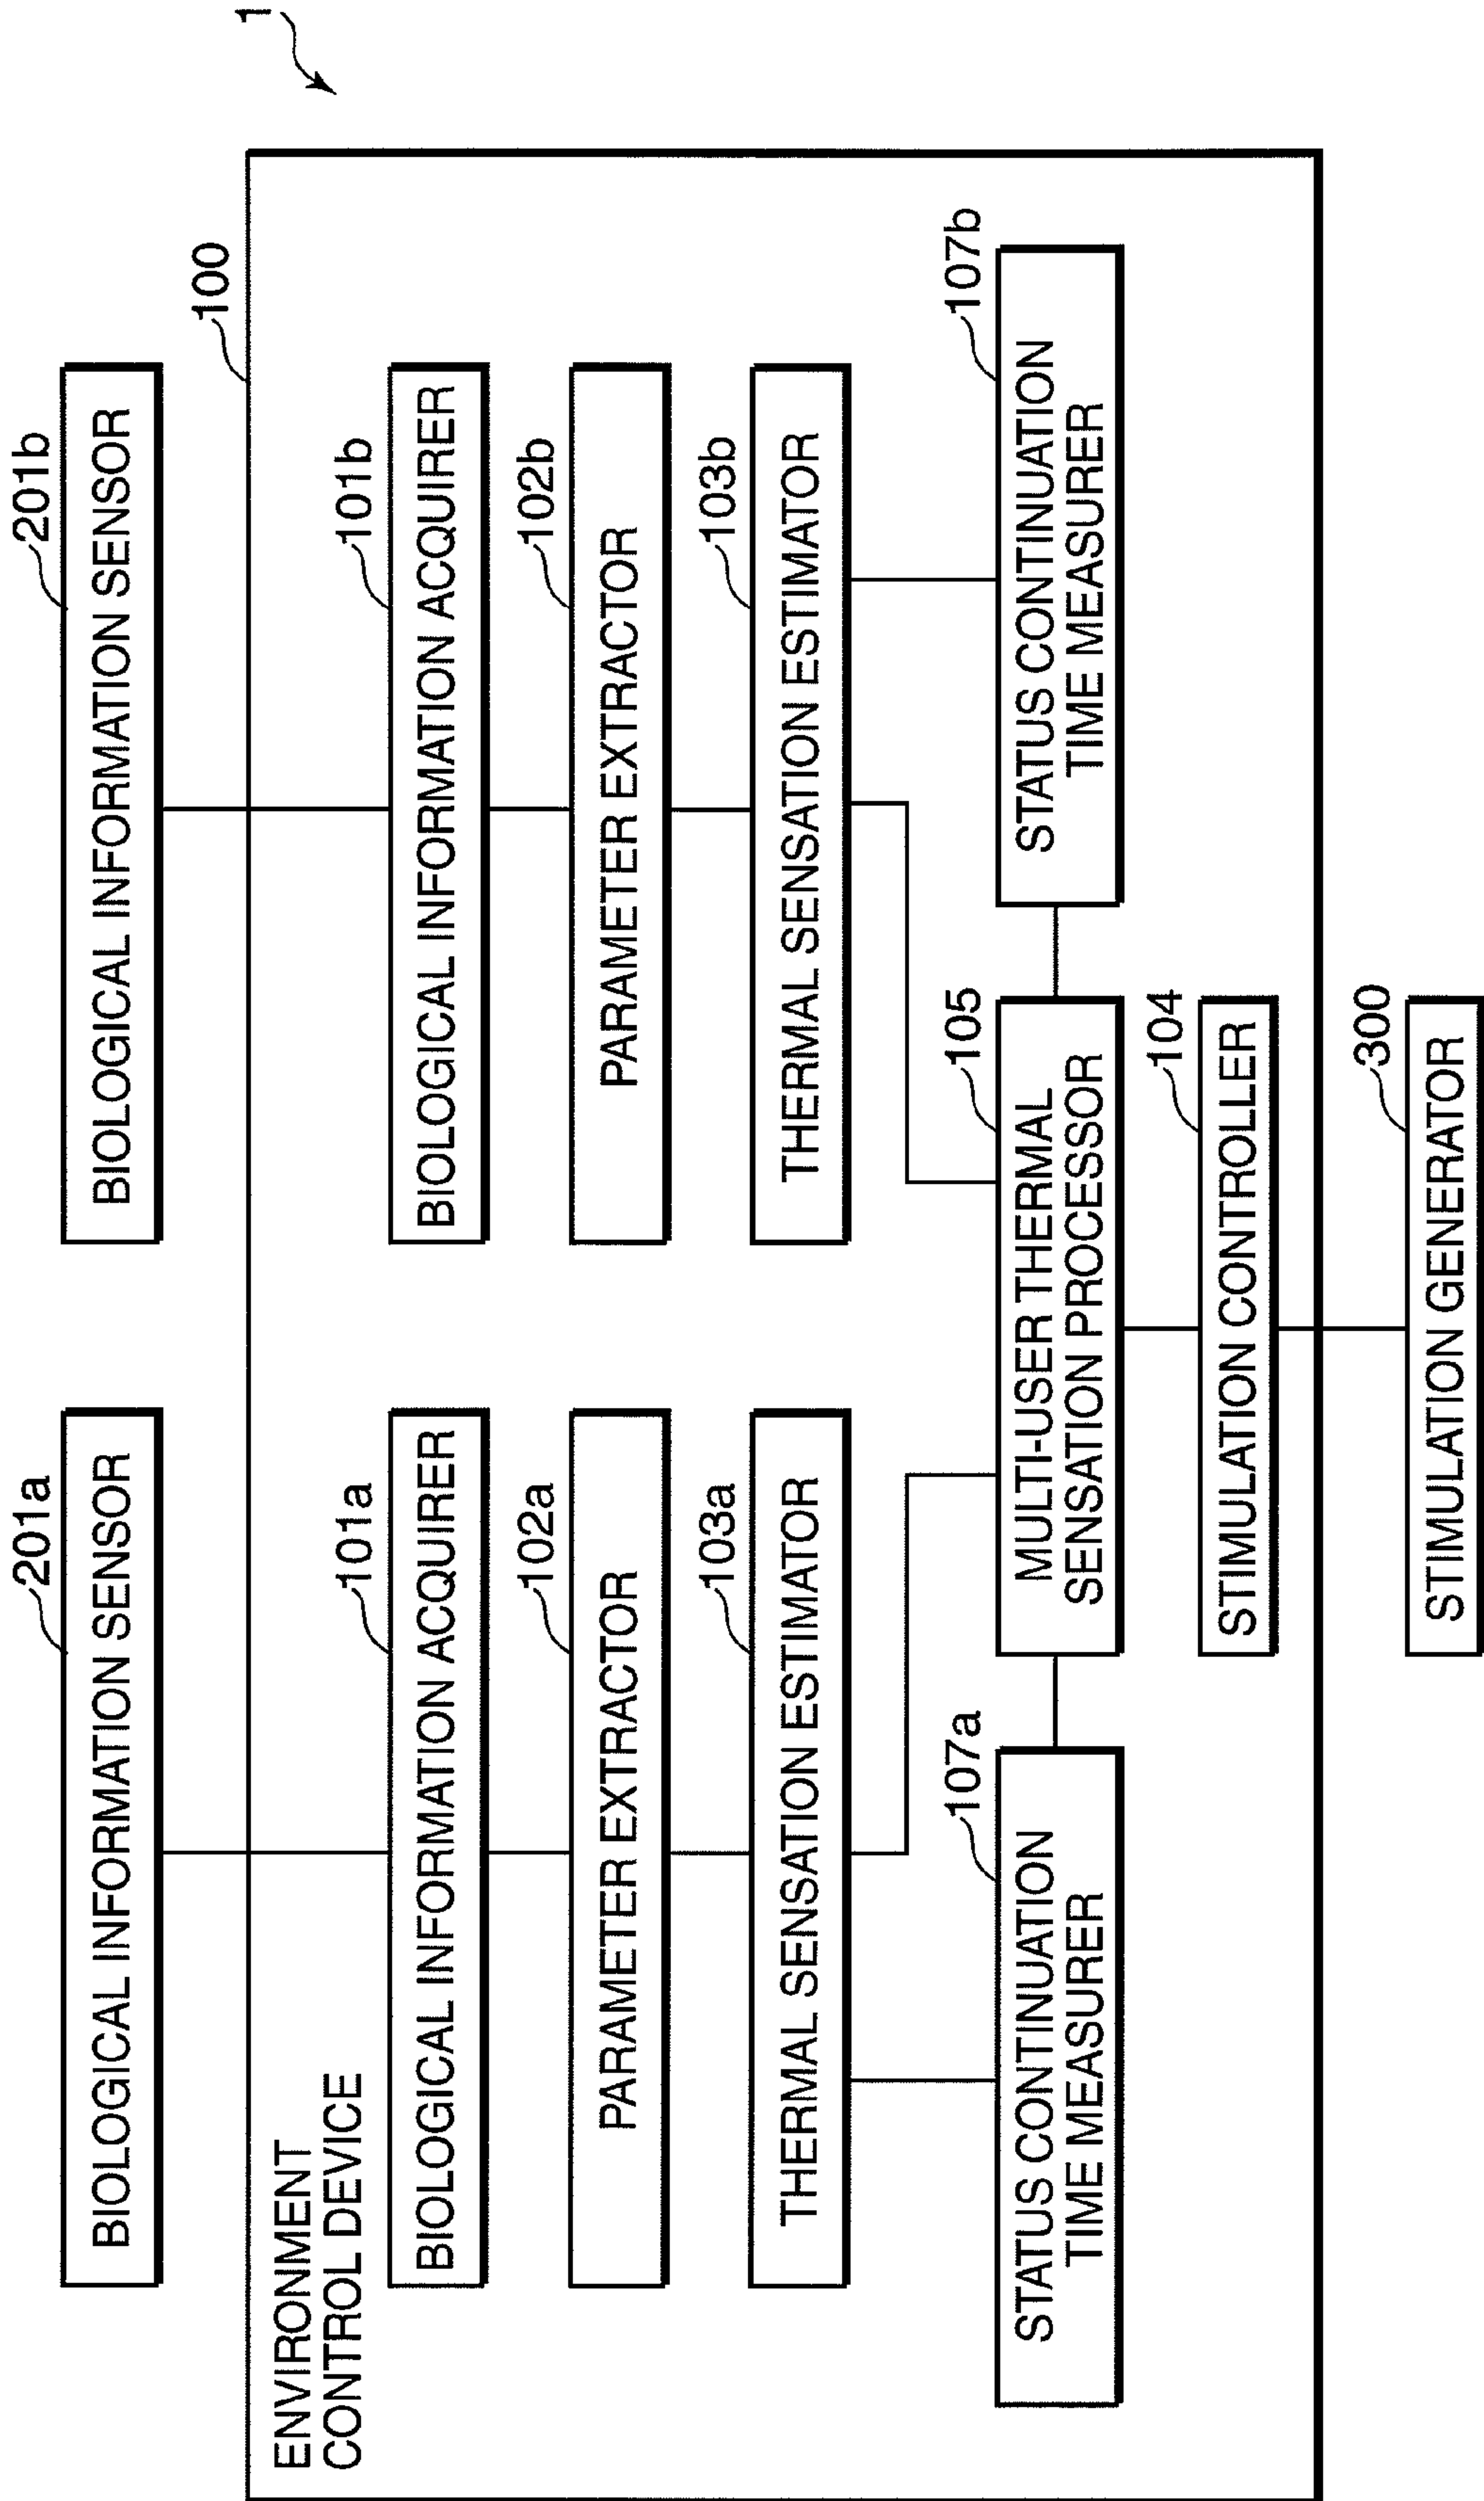 1
201a
BIOLOGICAL INFORMATION SENSOR
201b
BIOLOGICAL INFORMATION SENSOR
100
ENVIRONMENT
CONTROL DEVICE
101a
BIOLOGICAL INFORMATION ACQUIRER
101b
BIOLOGICAL INFORMATION ACQUIRER
102a
PARAMETER EXTRACTOR
102b
PARAMETER EXTRACTOR
103a
THERMAL SENSATION ESTIMATOR
103b
THERMAL SENSATION ESTIMATOR
107a
STATUS CONTINUATION
TIME MEASURER
105
MULTI-USER THERMAL
SENSATION PROCESSOR
107b
STATUS CONTINUATION
TIME MEASURER
104
STIMULATION CONTROLLER
300
STIMULATION GENERATOR